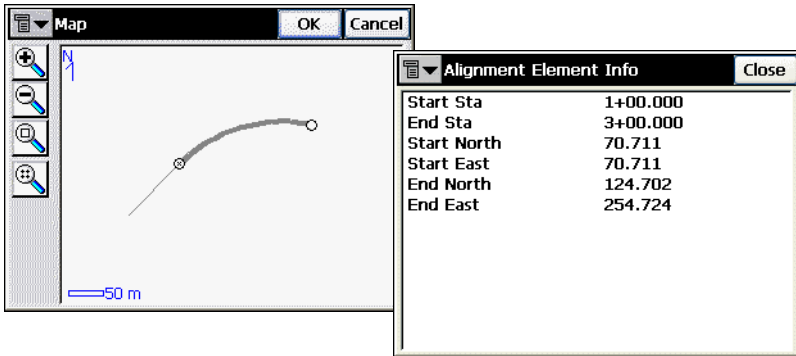 Map
OK
Cancel
N
50 m
Alignment Element Info
Close
Start Sta 1+00.000
End Sta 3+00.000
Start North 70.711
Start East 70.711
End North 124.702
End East 254.724